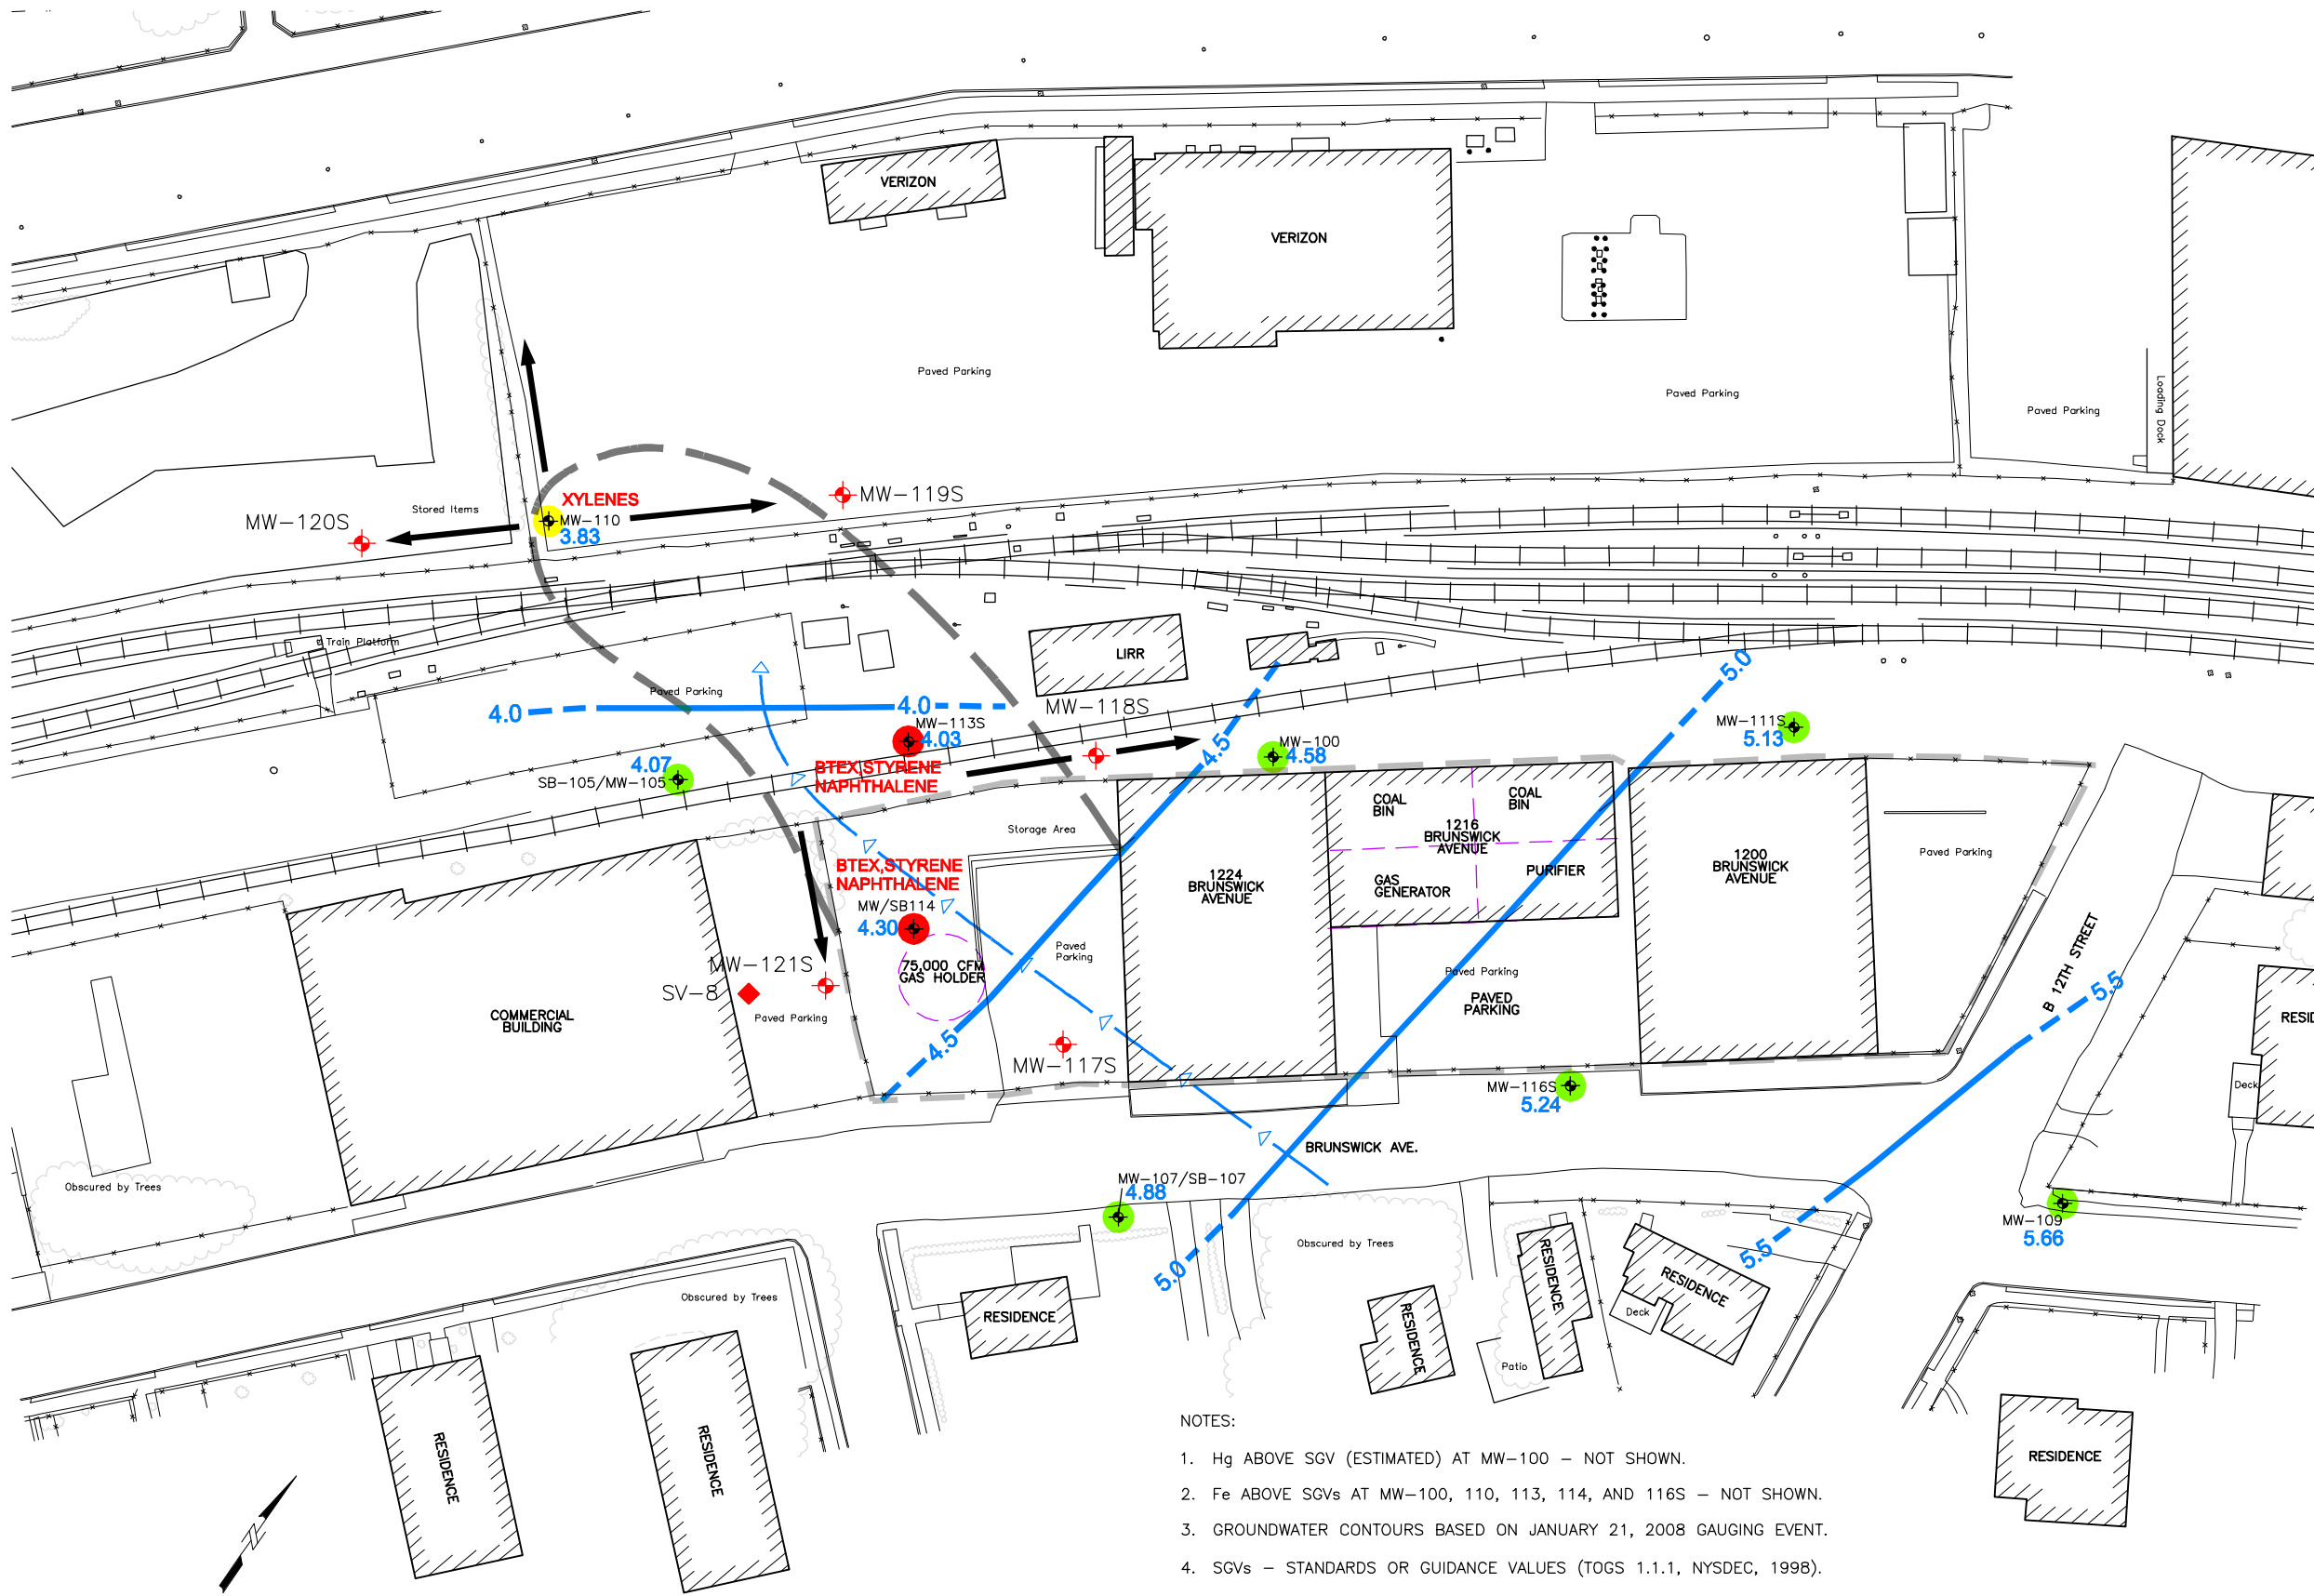 VERIZON
VERIZON
Paved Parking
Paved Parking
Paved Parking
Loading Dock
XYLENES
MW-119S
Stored Items
MW-120S
MW-110
3.83
Train Platform
LIRR
Paved Parking
5.0
4.0
4.0
MW-118S
MW-113S
4.03
MW-111S
5.13
4.5
MW-100
4.58
4.07
SB-105/MW-105
BTEX,STYRENE
NAPHTHALENE
COAL
BIN
COAL
BIN
Storage Area
1216
BRUNSWICK
AVENUE
1200
BRUNSWICK
AVENUE
Paved Parking
BTEX,STYRENE
NAPHTHALENE
1224
BRUNSWICK
AVENUE
GAS
GENERATOR
PURIFIER
MW/SB114
4.30
Paved
Parking
MW-121S
75,000 CFM
GAS HOLDER
Paved Parking
B 12TH STREET
5.5
SV-8
PAVED
PARKING
COMMERCIAL
BUILDING
Paved Parking
RESID
4.5
MW-117S
MW-116S
5.24
Deck
BRUNSWICK AVE.
Obscured by Trees
MW-107/SB-107
4.88
MW-109
5.66
Obscured by Trees
5.5
5.0
RESIDENCE
RESIDENCE
Obscured by Trees
RESIDENCE
RESIDENCE
Deck
Patio
RESIDENCE
RESIDENCE
NOTES:
1. Hg ABOVE SGV (ESTIMATED) AT MW-100 - NOT SHOWN.
2. Fe ABOVE SGVs AT MW-100, 110, 113, 114, AND 116S - NOT SHOWN.
3. GROUNDWATER CONTOURS BASED ON JANUARY 21, 2008 GAUGING EVENT.
4. SGVs - STANDARDS OR GUIDANCE VALUES (TOGS 1.1.1, NYSDEC, 1998).
RESIDENCE
N